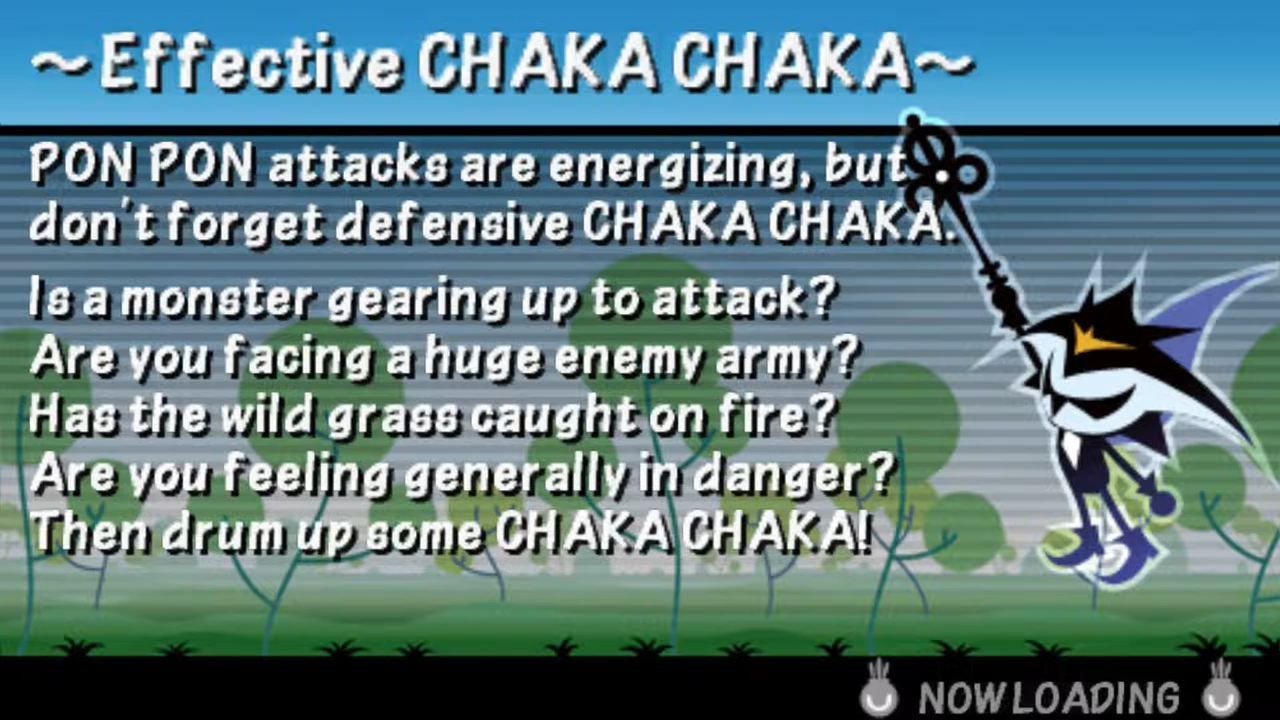 ～Effective CHAKA CHAKA～
PON PON attacks are energizing, but
don't forget defensive CHAKA CHAKA.
Is a monster gearing up to attack?
Are you facing a huge enemy army?
Has the wild grass caught on fire?
Are you feeling generally in danger?
Then drum up some CHAKA CHAKA!
NOW LOADING